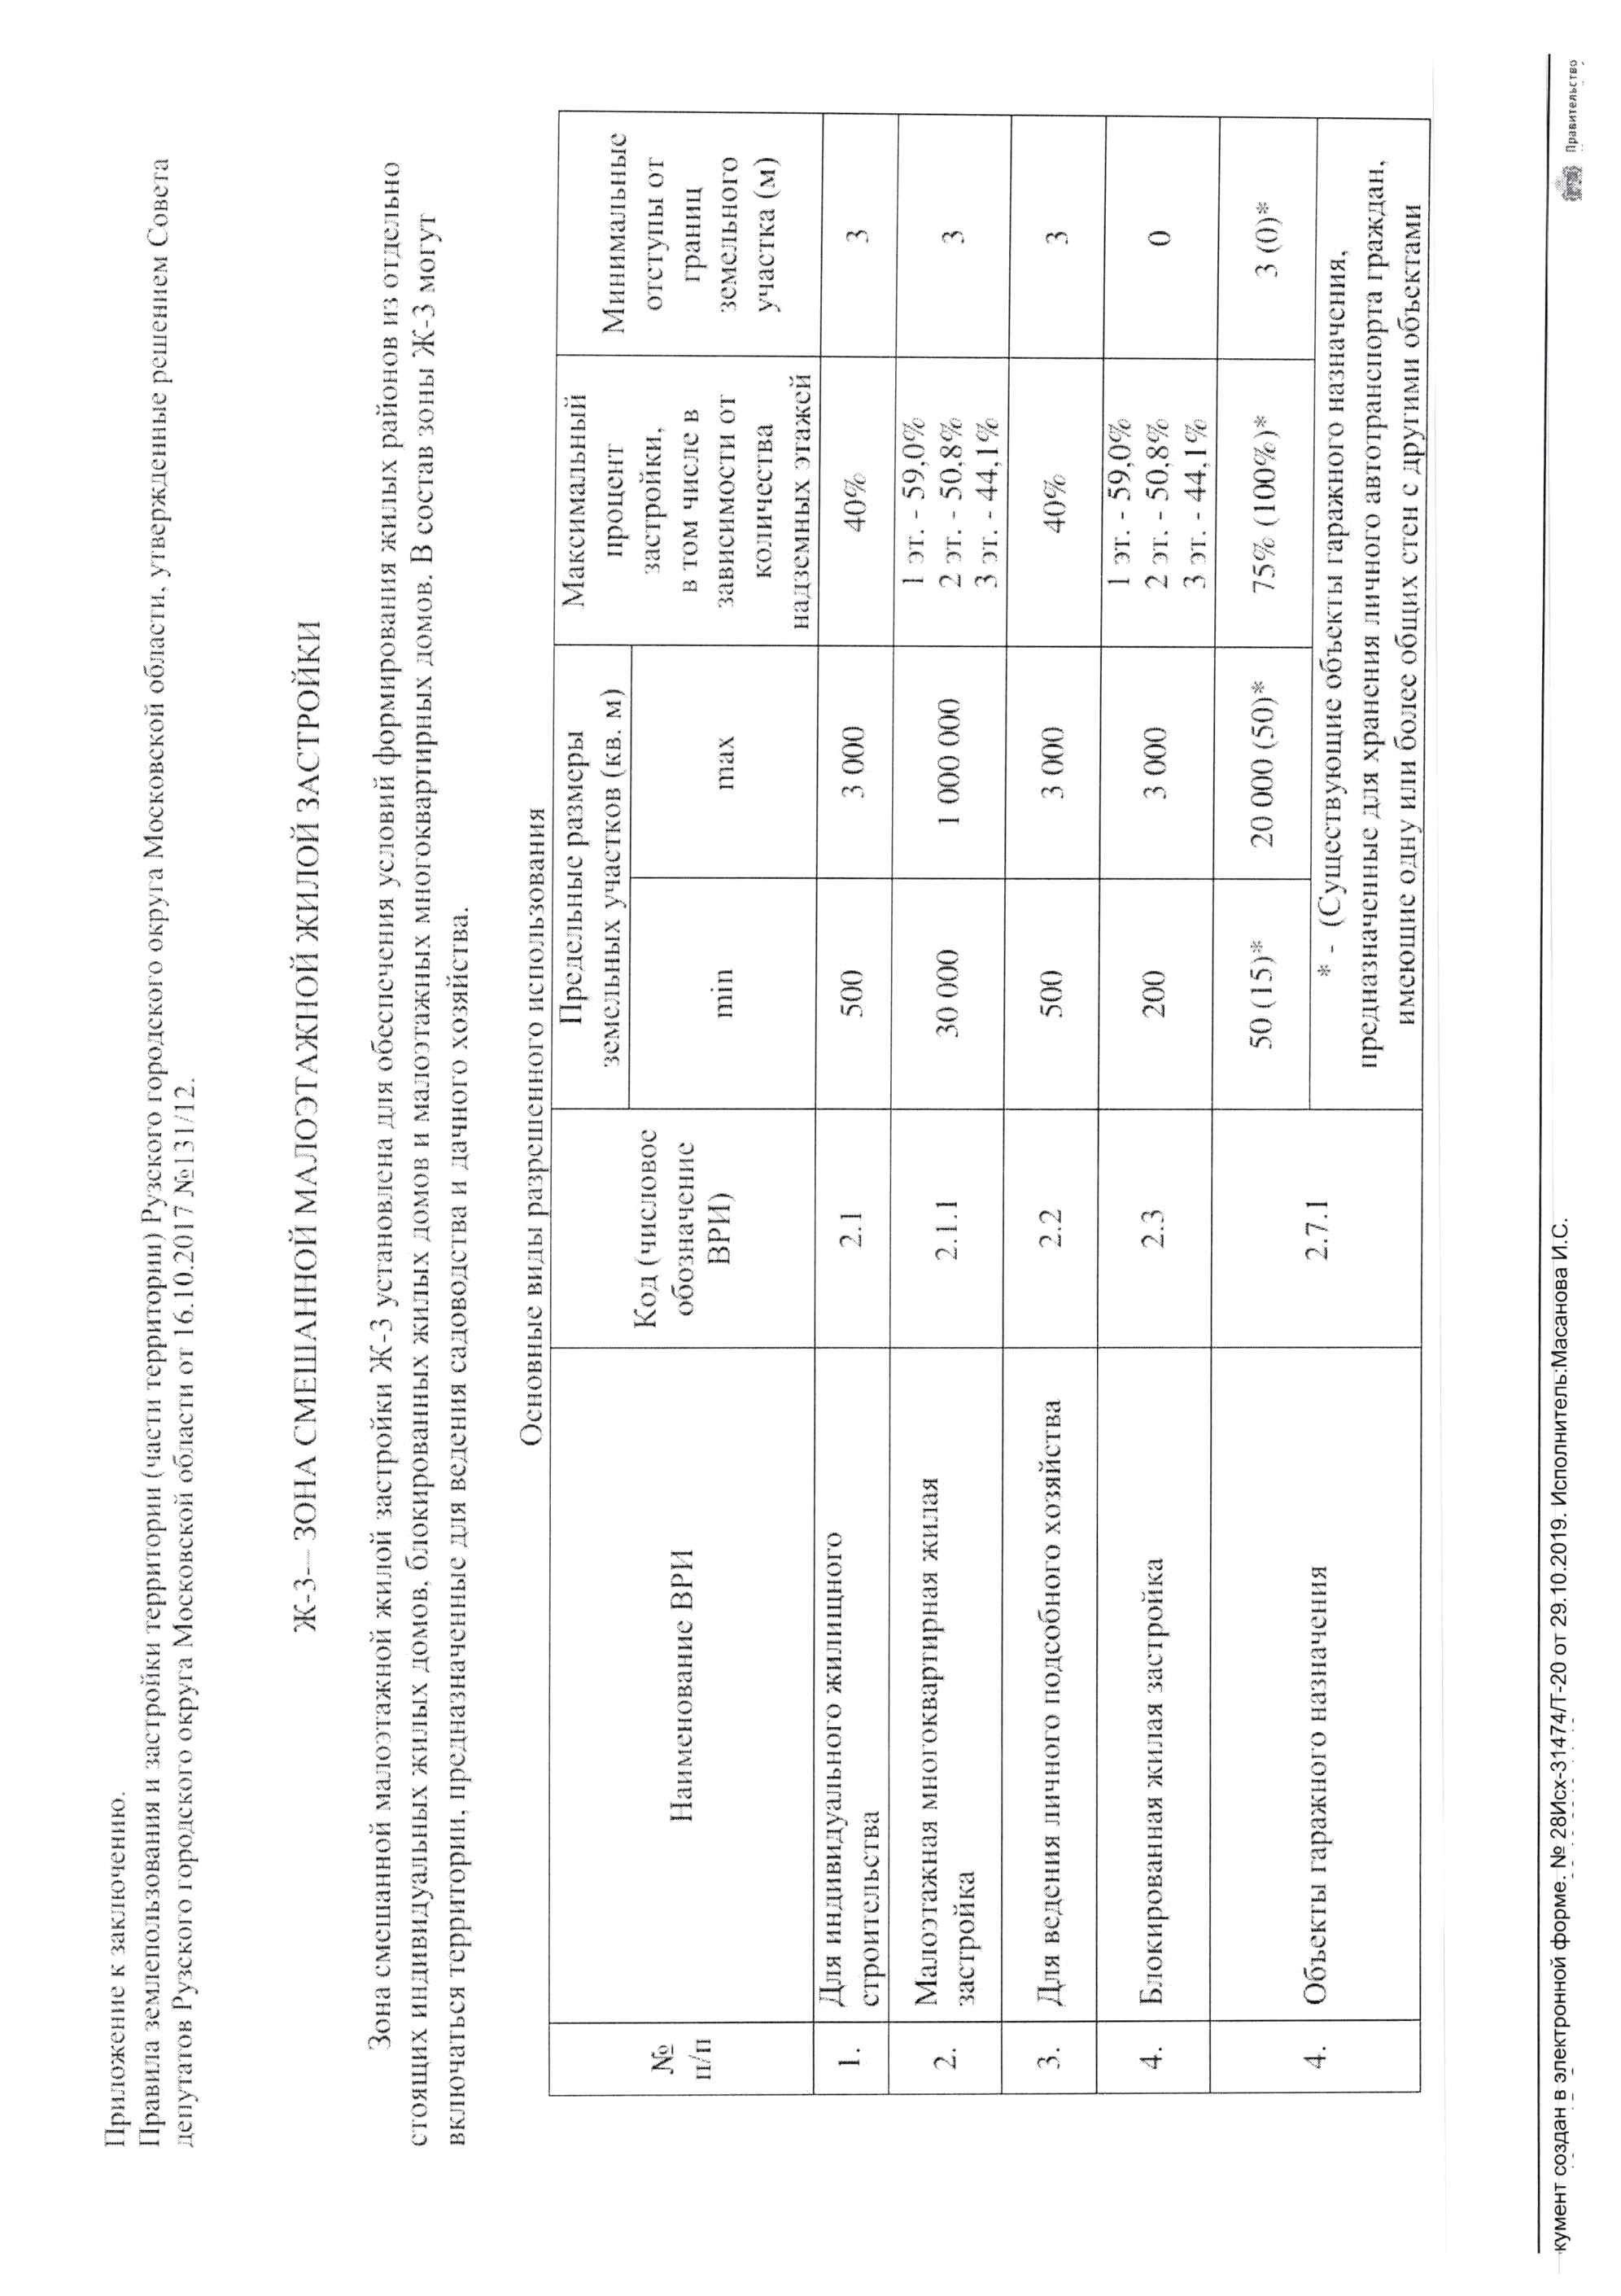 Приложение к заключению.
Правила землепользования и застройки территории (части территории) Рузского городского округа Московской области, утвержденные решением Совета
депутатов Рузского городского округа Московской области от 16.10.2017 №131/12.
Ж-3— ЗОНА СМЕШАННОЙ МАЛОЭТАЖНОЙ ЖИЛОЙ ЗАСТРОЙКИ
Зона смешанной малоэтажной жилой застройки Ж-3 установлена для обеспечения условий формирования жилых районов из отдельно
стоящих индивидуальных жилых домов, блокированных жилых домов и малоэтажных многоквартирных домов. В состав зоны Ж-3 могут
включаться территории, предназначенные для ведения садоводства и дачного хозяйства.
Основные виды разрешенного использования
№
п/п
Наименование ВРИ
Код (числовое
обозначение
ВРИ)
Предельные размеры
земельных участков (кв. м)
min
max
Максимальный
процент
застройки,
в том числе в
зависимости от
количества
надземных этажей
Минимальные
отступы от
границ
земельного
участка (м)
1.
Для индивидуального жилищного
строительства
2.1
500
3 000
40%
3
2.
Малоэтажная многоквартирная жилая
застройка
2.1.1
30 000
1 000 000
1 эт. - 59,0%
2 эт. - 50,8%
3 эт. - 44,1%
3
3.
Для ведения личного подсобного хозяйства
2.2
500
3 000
40%
3
4.
Блокированная жилая застройка
2.3
200
3 000
1 эт. - 59,0%
2 эт. - 50,8%
3 эт. - 44,1%
0
4.
Объекты гаражного назначения
2.7.1
50 (15)*
20 000 (50)*
75% (100%)*
3 (0)*
* - (Существующие объекты гаражного назначения,
предназначенные для хранения личного автотранспорта граждан,
имеющие одну или более общих стен с другими объектами
кумент создан в электронной форме. № 28Исх-31474/Т-20 от 29.10.2019. Исполнитель:Масанова И.С.
Правительство